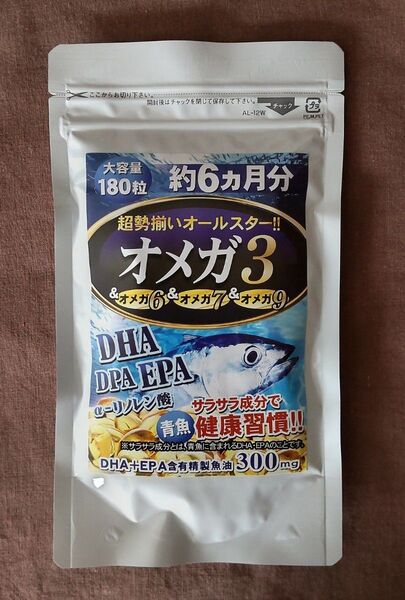 ここからお切り下さい。
開封後はチャックを閉じて保存して下さい。
チャック
AL-12W
プラ
PE,M,PET
大容量
180粒
約6ヵ月分
超勢揃いオールスター!!
オメガ3
&オメガ6&オメガ7&オメガ9
DHA
DPA EPA
α-リノレン酸
サラサラ成分で
青魚 健康習慣!!
※サラサラ成分とは、青魚に含まれるDHA・EPAのことです。
DHA+EPA含有精製魚油 300mg